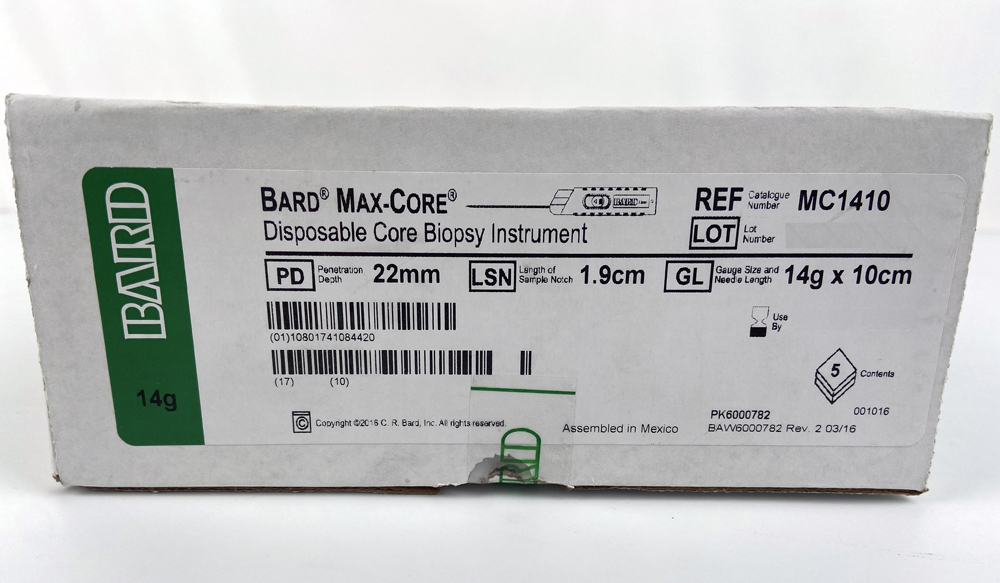 BARD
14g
BARD® MAX-CORE®
BARD
Disposable Core Biopsy Instrument
REF Catalogue Number MC1410
LOT Lot Number
PD Penetration Depth 22mm
LSN Length of Sample Notch 1.9cm
GL Gauge Size and Needle Length 14g x 10cm
(01)10801741084420
(17) (10)
Use By
5 Contents
C Copyright ©2016 C. R. Bard, Inc. All rights reserved.
Assembled in Mexico
PK6000782
BAW6000782 Rev. 2 03/16
001016